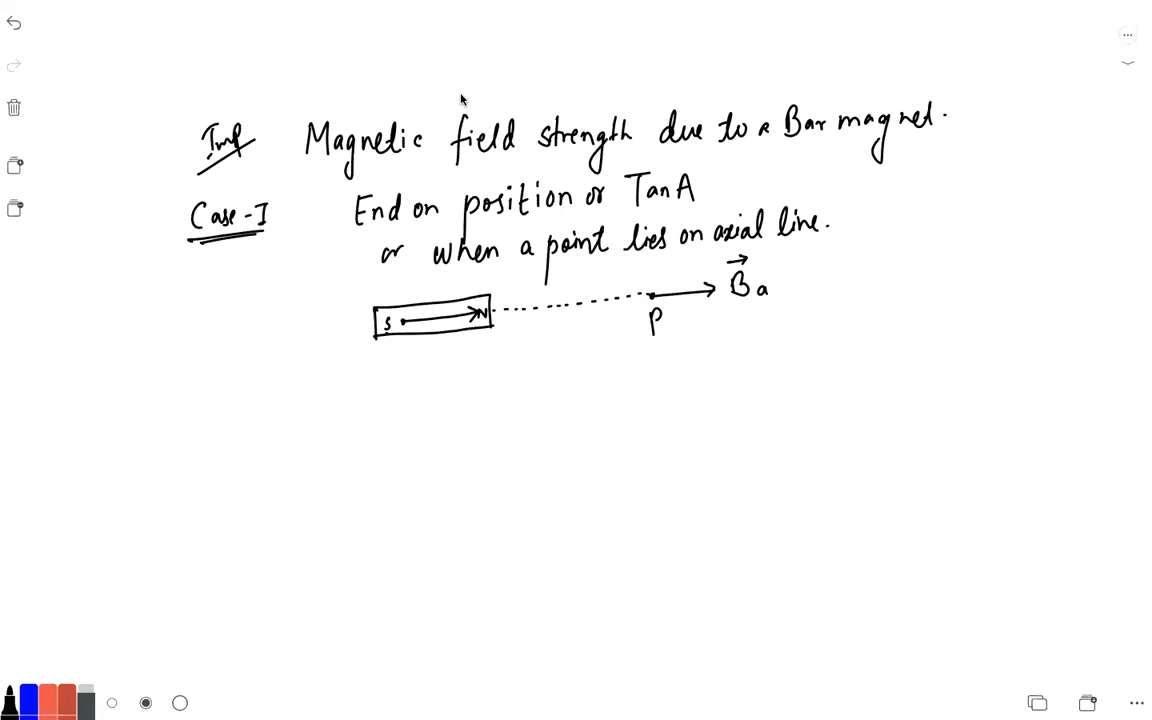 Imp Magnetic field strength due to a Bar magnet.
Case-I End on position or Tan A
or when a point lies on axial line.
S N B a
P